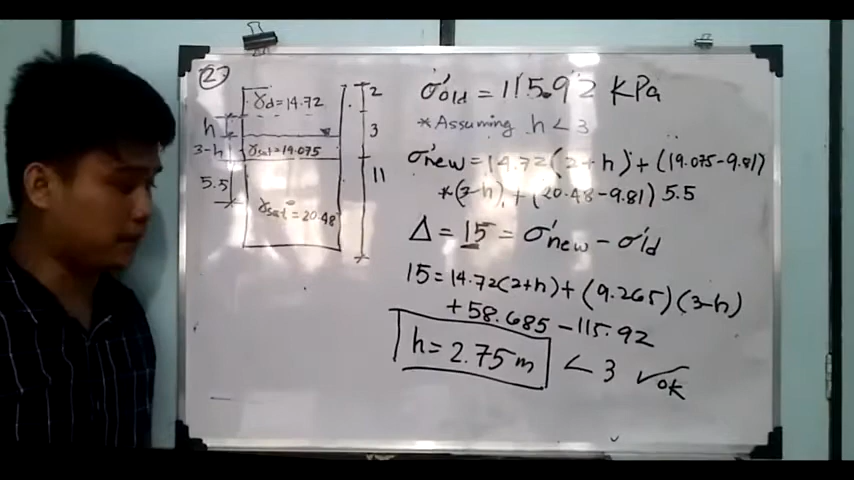 ②
γd=14.72
2
h
3
3-h
γsat=19.075
5.5
11
γsat=20.48
σ'old = 115.92 KPa
*Assuming h<3
σ'new = 14.72(2+h)+(19.075-9.81)
*(3-h)+(20.48-9.81)5.5
Δ = 15 = σ'new - σ'ld
15=14.72(2+h)+(9.265)(3-h)
+58.685-115.92
h=2.75m < 3 ✓ok